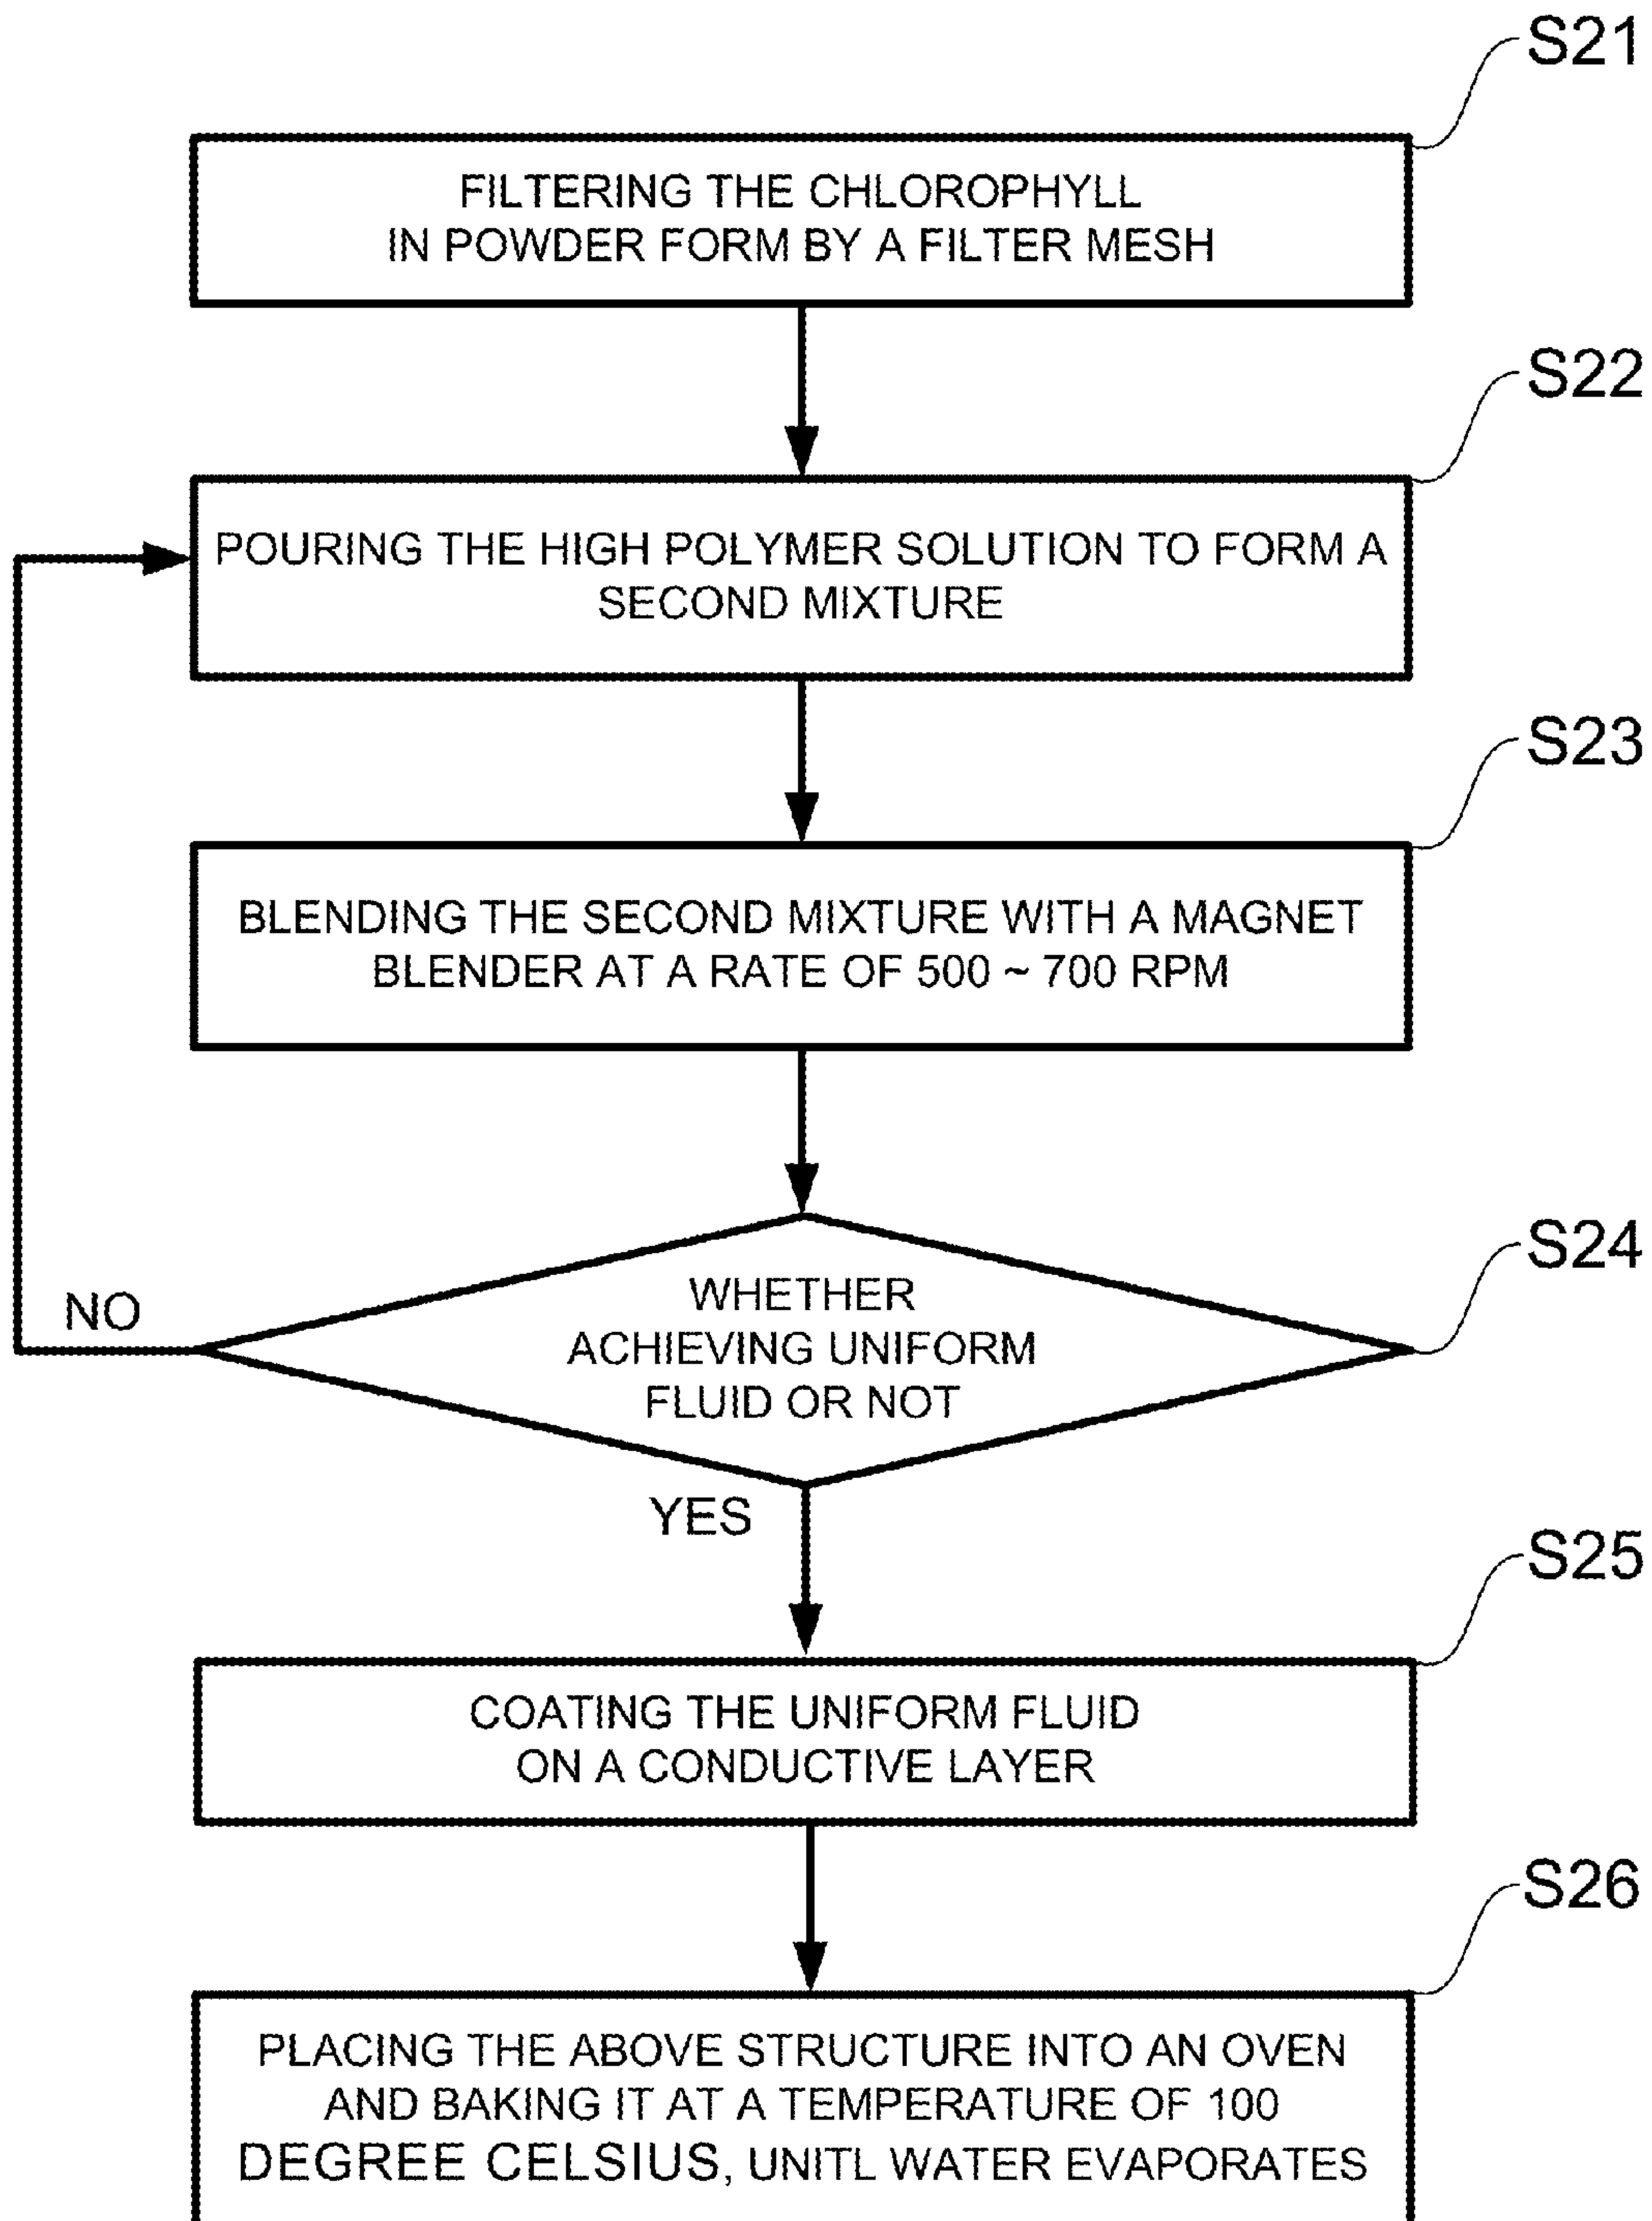 S21
FILTERING THE CHLOROPHYLL
IN POWDER FORM BY A FILTER MESH
S22
POURING THE HIGH POLYMER SOLUTION TO FORM A
SECOND MIXTURE
S23
BLENDING THE SECOND MIXTURE WITH A MAGNET
BLENDER AT A RATE OF 500 ~ 700 RPM
S24
WHETHER
ACHIEVING UNIFORM
FLUID OR NOT
NO
YES
S25
COATING THE UNIFORM FLUID
ON A CONDUCTIVE LAYER
S26
PLACING THE ABOVE STRUCTURE INTO AN OVEN
AND BAKING IT AT A TEMPERATURE OF 100
DEGREE CELSIUS, UNITL WATER EVAPORATES